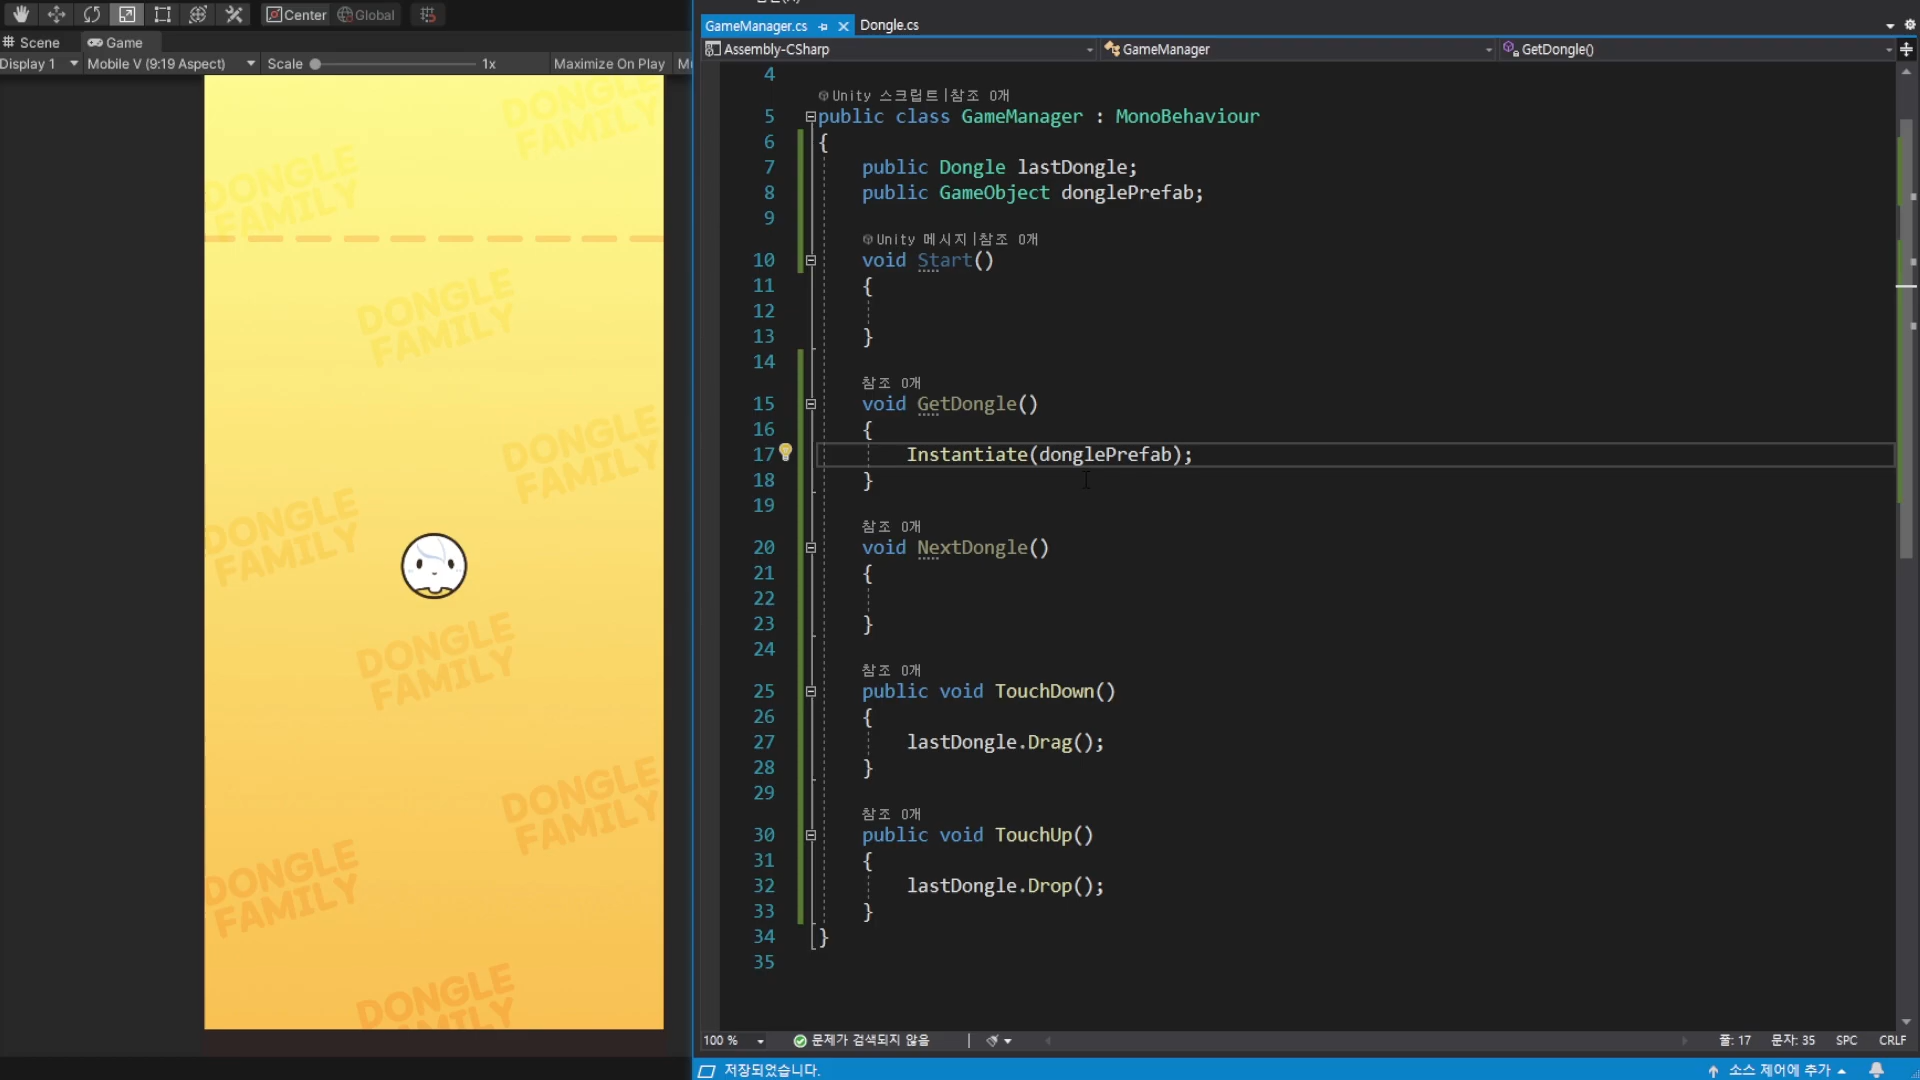 Center Global
Scene Game
Display 1 Mobile V (9:19 Aspect) Scale 1x Maximize On Play
DONGLE
FAMILY
DONGLE
FAMILY
DONGLE
FAMILY
DONGLE
FAMILY
DONGLE
FAMILY
DONGLE
FAMILY
DONGLE
FAMILY
DONGLE
FAMILY
DONGLE
FAMILY
GameManager.cs Dongle.cs
Assembly-CSharp GameManager GetDongle()
4
Unity 스크립트|참조 0개
5 public class GameManager : MonoBehaviour
6 {
7 public Dongle lastDongle;
8 public GameObject donglePrefab;
9
Unity 메시지|참조 0개
10 void Start()
11 {
12
13 }
14
참조 0개
15 void GetDongle()
16 {
17 Instantiate(donglePrefab);
18 }
19
참조 0개
20 void NextDongle()
21 {
22
23 }
24
참조 0개
25 public void TouchDown()
26 {
27 lastDongle.Drag();
28 }
29
참조 0개
30 public void TouchUp()
31 {
32 lastDongle.Drop();
33 }
34 }
35
100 % 문제가 검색되지 않음 줄: 17 문자: 35 SPC CRLF
저장되었습니다. 소스 제어에 추가